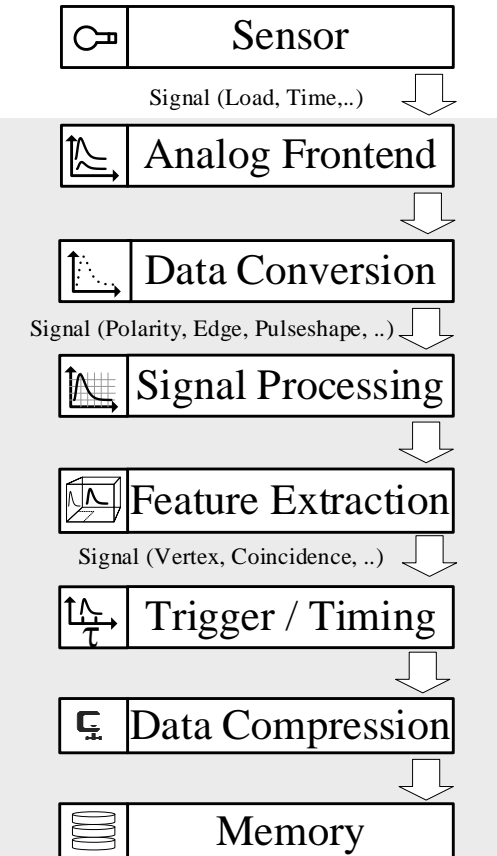 Sensor
Signal (Load, Time,..)
Analog Frontend
Data Conversion
Signal (Polarity, Edge, Pulseshape, ..)
Signal Processing
Feature Extraction
Signal (Vertex, Coincidence, ..)
τ
Trigger / Timing
Data Compression
Memory